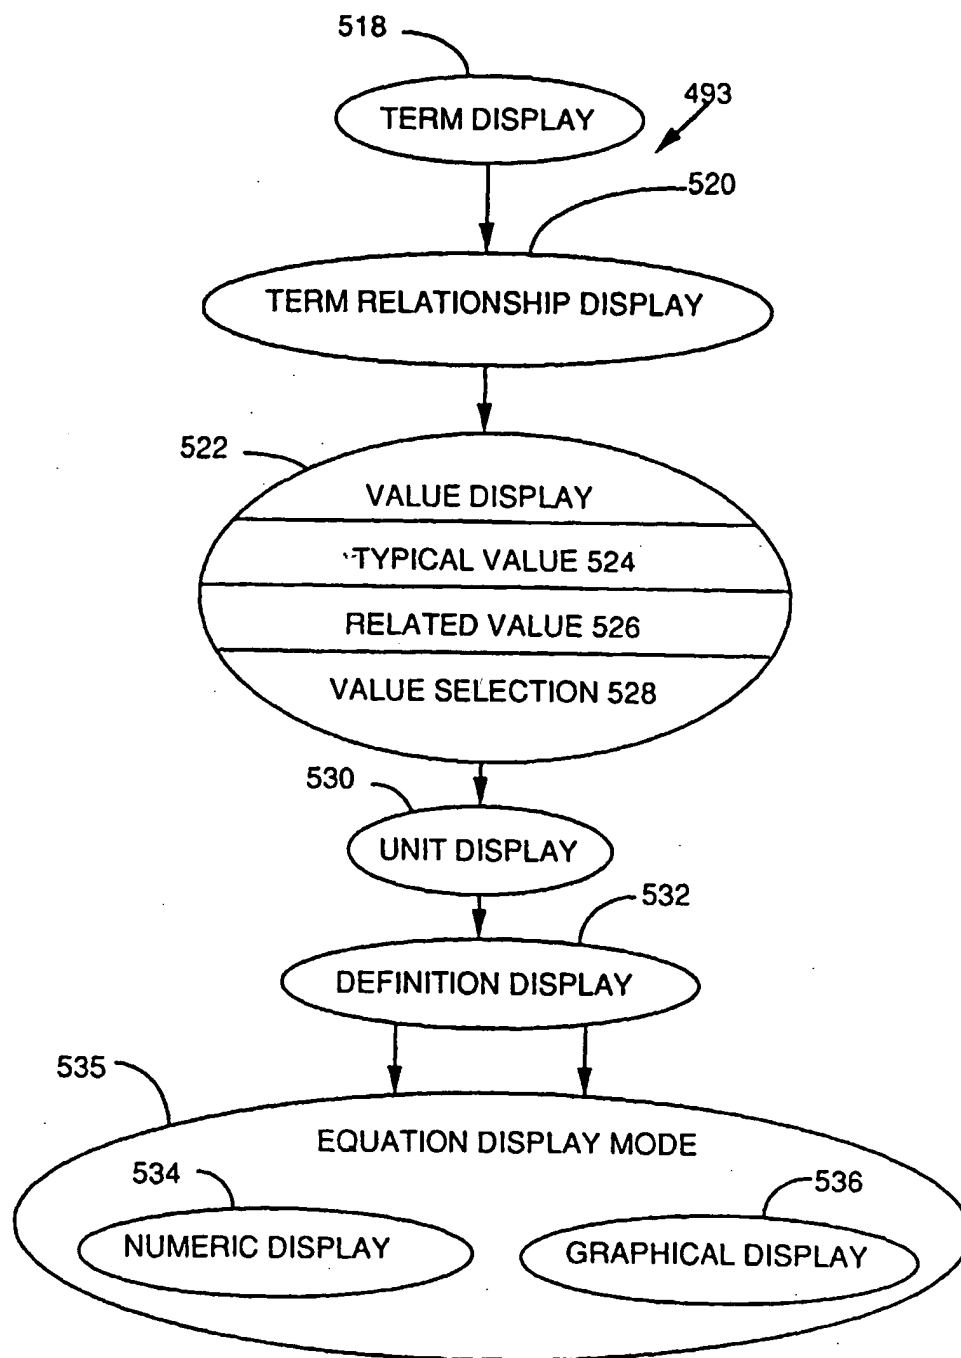 518
TERM DISPLAY
493
520
TERM RELATIONSHIP DISPLAY
522
VALUE DISPLAY
TYPICAL VALUE 524
RELATED VALUE 526
VALUE SELECTION 528
530
UNIT DISPLAY
532
DEFINITION DISPLAY
535
EQUATION DISPLAY MODE
534
536
NUMERIC DISPLAY
GRAPHICAL DISPLAY